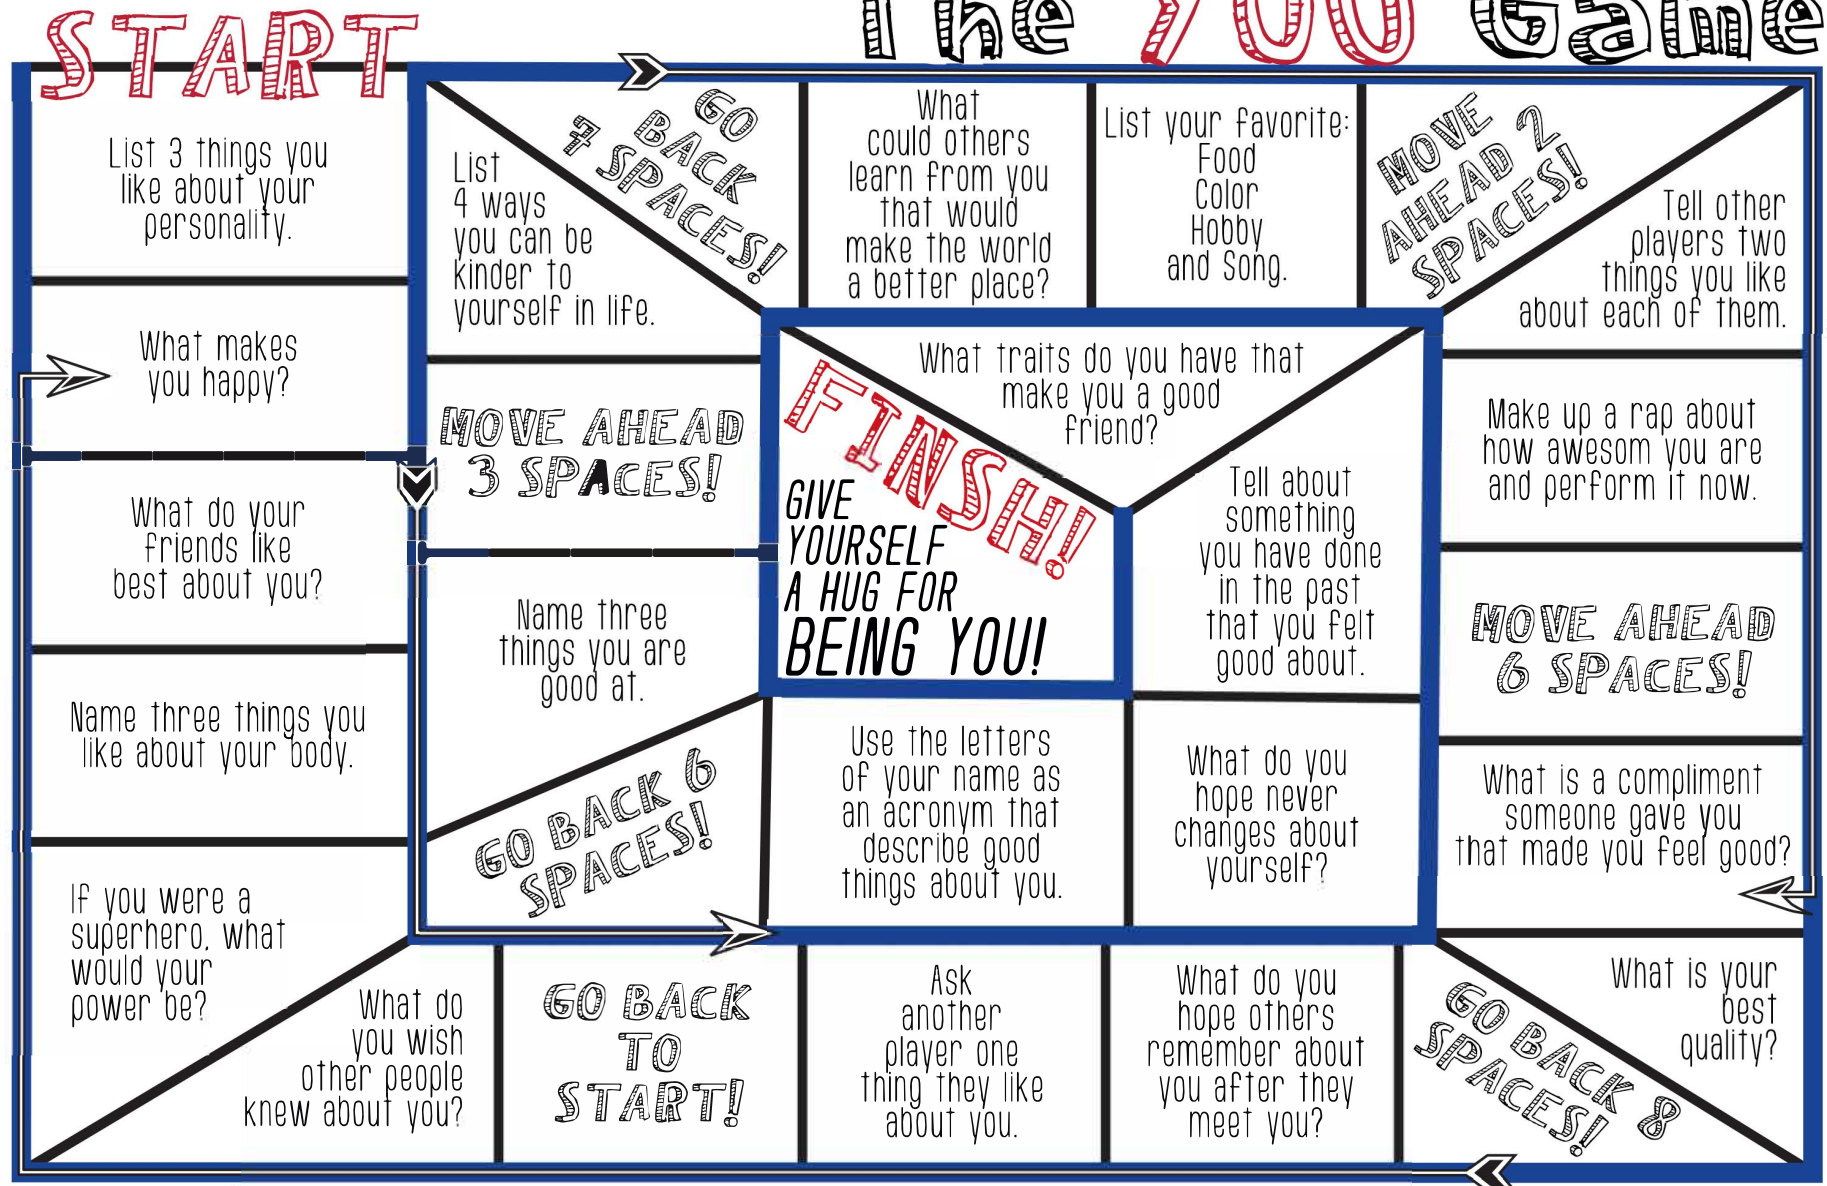 START
The YOU Game
List 3 things you
like about your
personality.
What makes
you happy?
What do your
friends like
best about you?
Name three things you
like about your body.
If you were a
superhero, what
would your
power be?
What do
you wish
other people
knew about you?
GO BACK
TO
START!
Ask
another
player one
thing they like
about you.
What do you
hope others
remember about
you after they
meet you?
GO BACK 8
SPACES!
What is your
best
quality?
What is a compliment
someone gave you
that made you feel good?
MOVE AHEAD
6 SPACES!
Make up a rap about
how awesom you are
and perform it now.
Tell other
players two
things you like
about each of them.
MOVE
AHEAD 2
SPACES!
List your favorite:
Food
Color
Hobby
and Song.
What
could others
learn from you
that would
make the world
a better place?
GO
BACK
7 SPACES!
List
4 ways
you can be
kinder to
yourself in life.
MOVE AHEAD
3 SPACES!
Name three
things you are
good at.
GO BACK 6
SPACES!
Use the letters
of your name as
an acronym that
describe good
things about you.
What do you
hope never
changes about
yourself?
Tell about
something
you have done
in the past
that you felt
good about.
What traits do you have that
make you a good
friend?
FINSH!
GIVE
YOURSELF
A HUG FOR
BEING YOU!